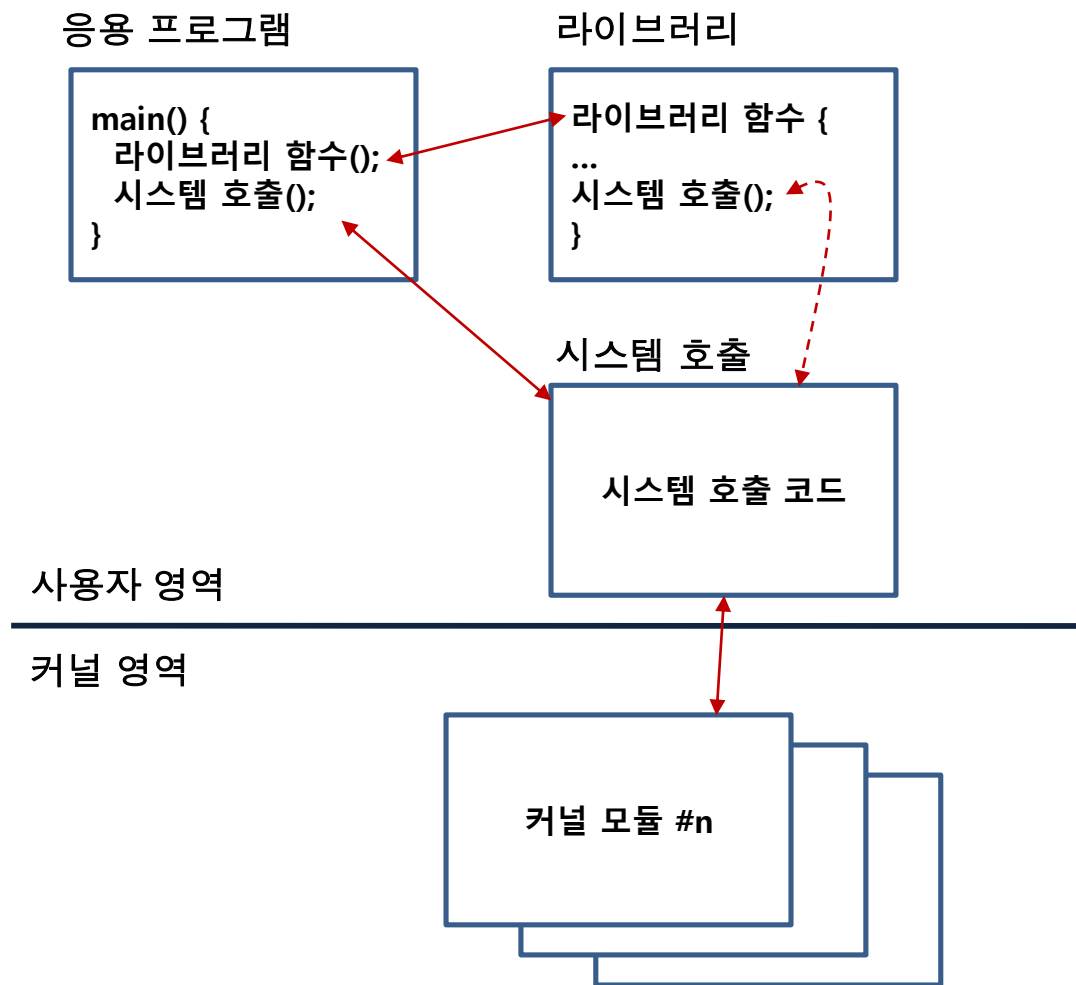 응용 프로그램
main() {
라이브러리 함수();
시스템 호출();
}
라이브러리
라이브러리 함수 {
...
시스템 호출();
}
시스템 호출
시스템 호출 코드
사용자 영역
커널 영역
커널 모듈 #n